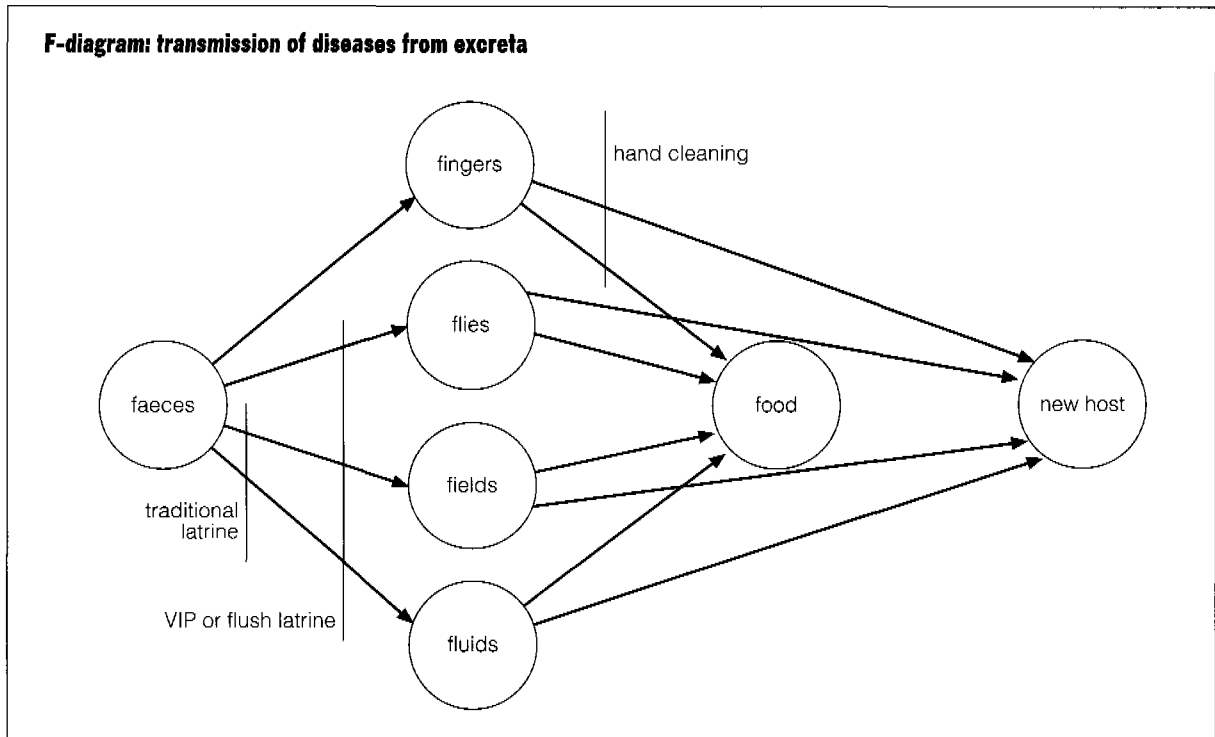 F-diagram: transmission of diseases from excreta
fingers
hand cleaning
flies
faeces
food
new host
fields
traditional
latrine
VIP or flush latrine
fluids